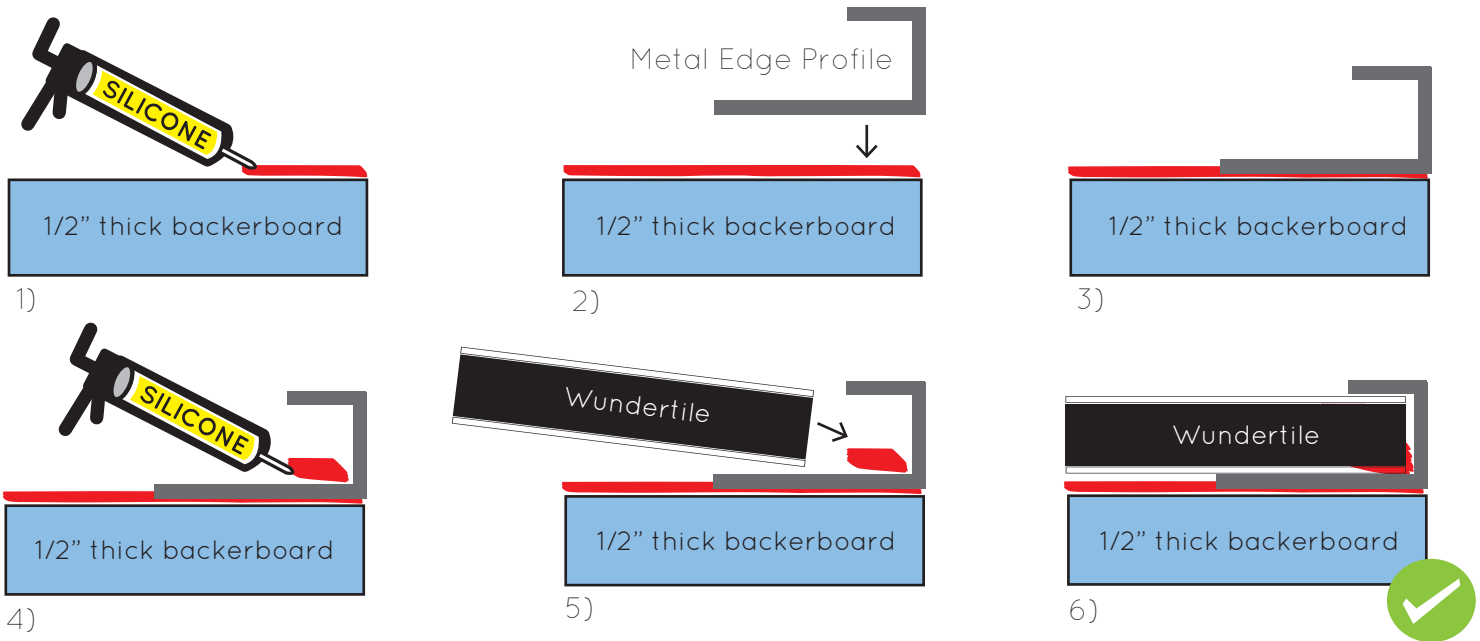 SILICONE
1/2” thick backerboard
1)
Metal Edge Profile
1/2” thick backerboard
2)
1/2” thick backerboard
3)
SILICONE
1/2” thick backerboard
4)
Wundertile
1/2” thick backerboard
5)
Wundertile
1/2” thick backerboard
6)